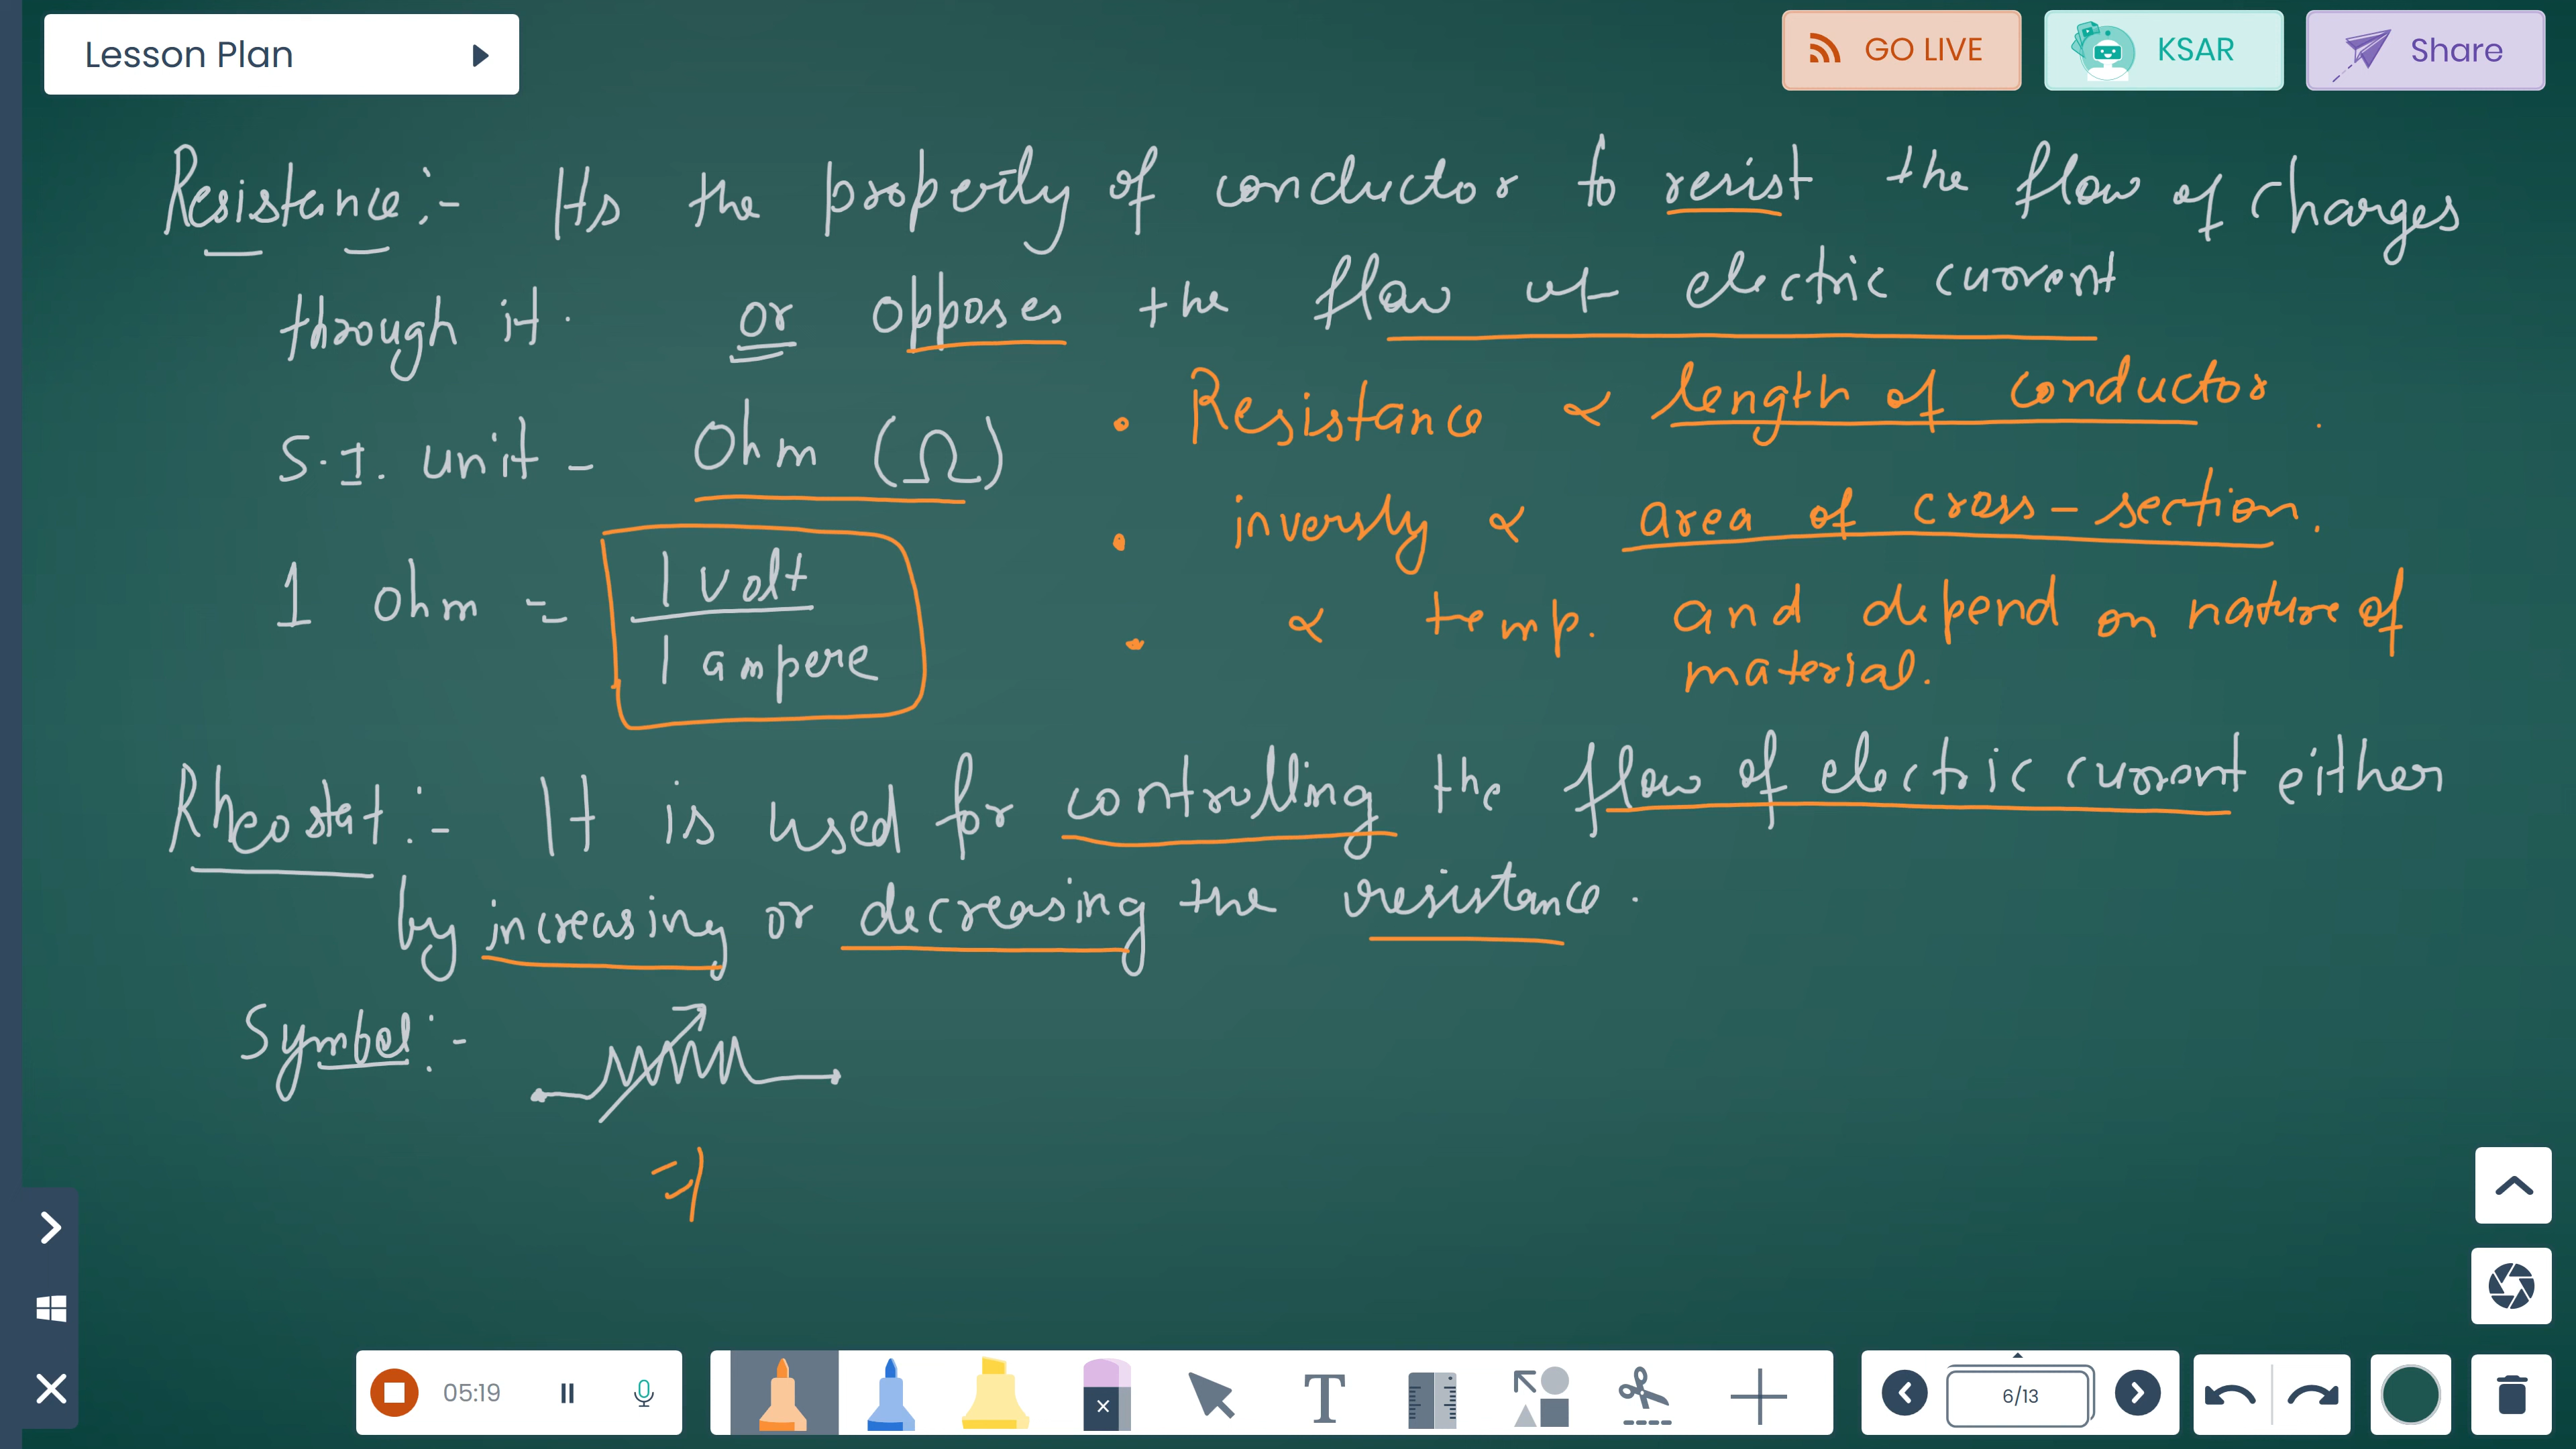 Lesson Plan
GO LIVE
KSAR
Share
Resistance:- Its the property of conductor to resist the flow of charges
through it. or opposes the flow of electric current
• Resistance ∝ length of conductor.
S.I. unit - Ohm (Ω)
• inversly ∝ area of cross-section.
1 ohm = 1 volt
1 ampere
• ∝ temp. and depend on nature of
material.
Rheostat:- It is used for controlling the flow of electric current either
by increasing or decreasing the resistance.
Symbol:-
05:19
T
6/13